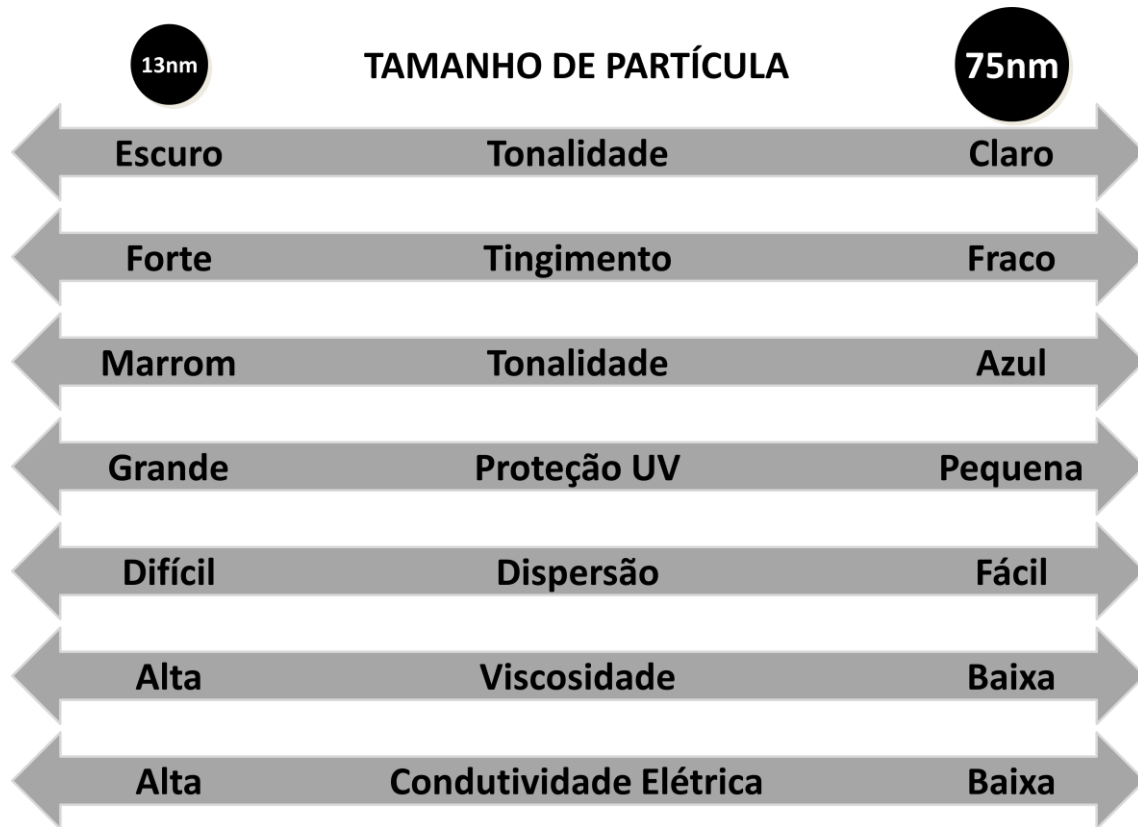 13nm TAMANHO DE PARTÍCULA 75nm
Escuro Tonalidade Claro
Forte Tingimento Fraco
Marrom Tonalidade Azul
Grande Proteção UV Pequena
Difícil Dispersão Fácil
Alta Viscosidade Baixa
Alta Condutividade Elétrica Baixa